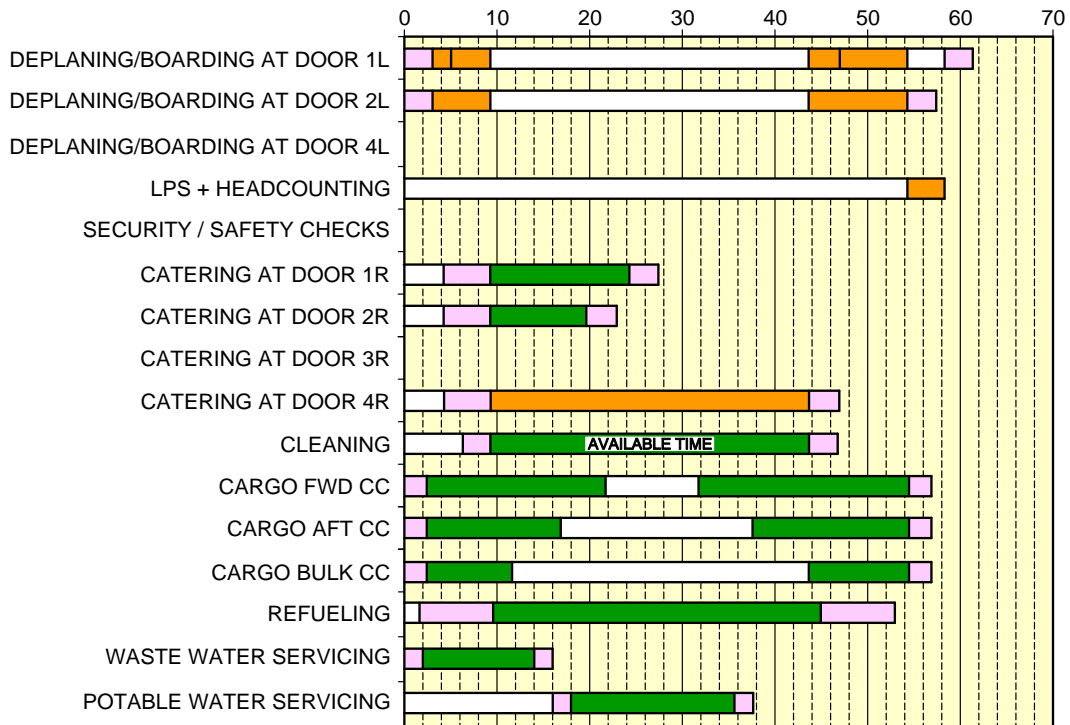 0 10 20 30 40 50 60 70
DEPLANING/BOARDING AT DOOR 1L
DEPLANING/BOARDING AT DOOR 2L
DEPLANING/BOARDING AT DOOR 4L
LPS + HEADCOUNTING
SECURITY / SAFETY CHECKS
CATERING AT DOOR 1R
CATERING AT DOOR 2R
CATERING AT DOOR 3R
CATERING AT DOOR 4R
CLEANING
AVAILABLE TIME
CARGO FWD CC
CARGO AFT CC
CARGO BULK CC
REFUELING
WASTE WATER SERVICING
POTABLE WATER SERVICING